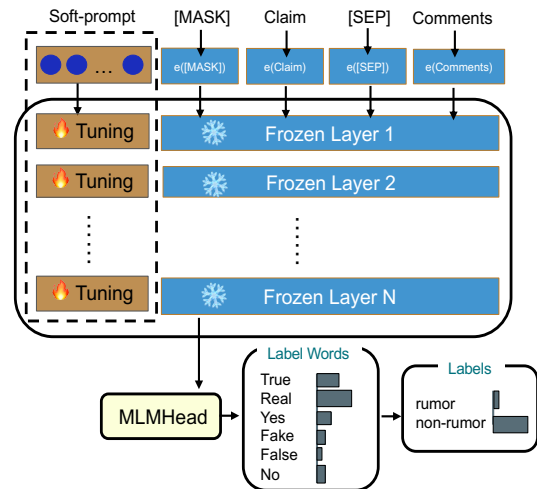 Soft-prompt [MASK] Claim [SEP] Comments
... e([MASK]) e(Claim) e([SEP]) e(Comments)
Tuning Frozen Layer 1
Tuning Frozen Layer 2
Tuning Frozen Layer N
Label Words
Labels
True
Real
Yes
Fake
False
No
MLMHead
rumor
non-rumor